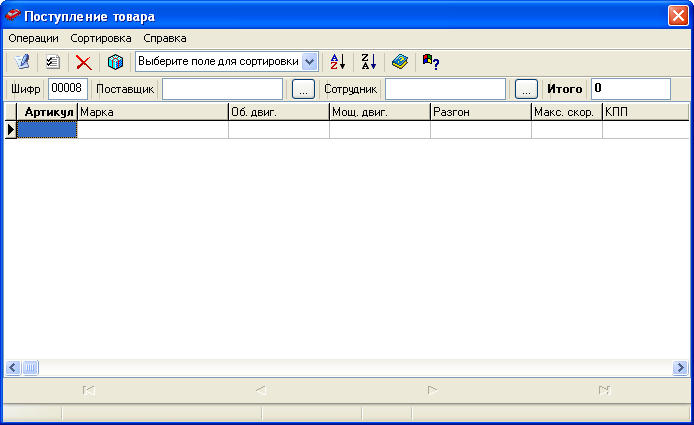 Поступление товара
Операции Сортировка Справка
Выберите поле для сортировки
Шифр 00008 Поставщик ... Сотрудник ... Итого 0
Артикул Марка Об. двиг. Мощ. двиг. Разгон Макс. скор. КПП